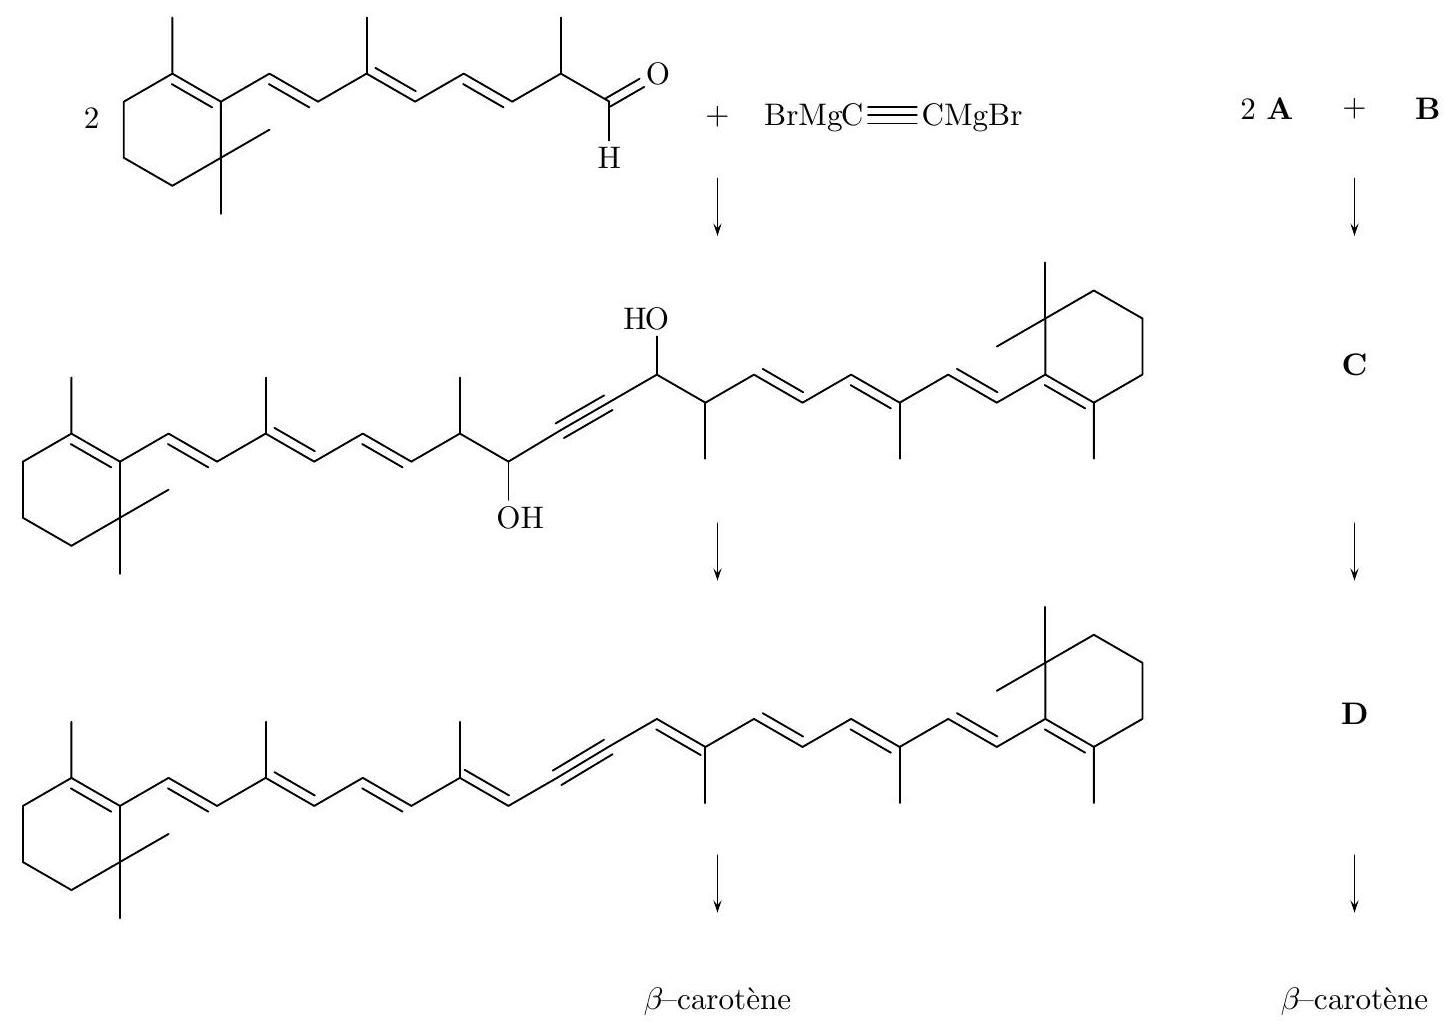 O
2 + BrMgC≡CMgBr 2 A + B
H
HO
C
OH
D
β–carotène β–carotène